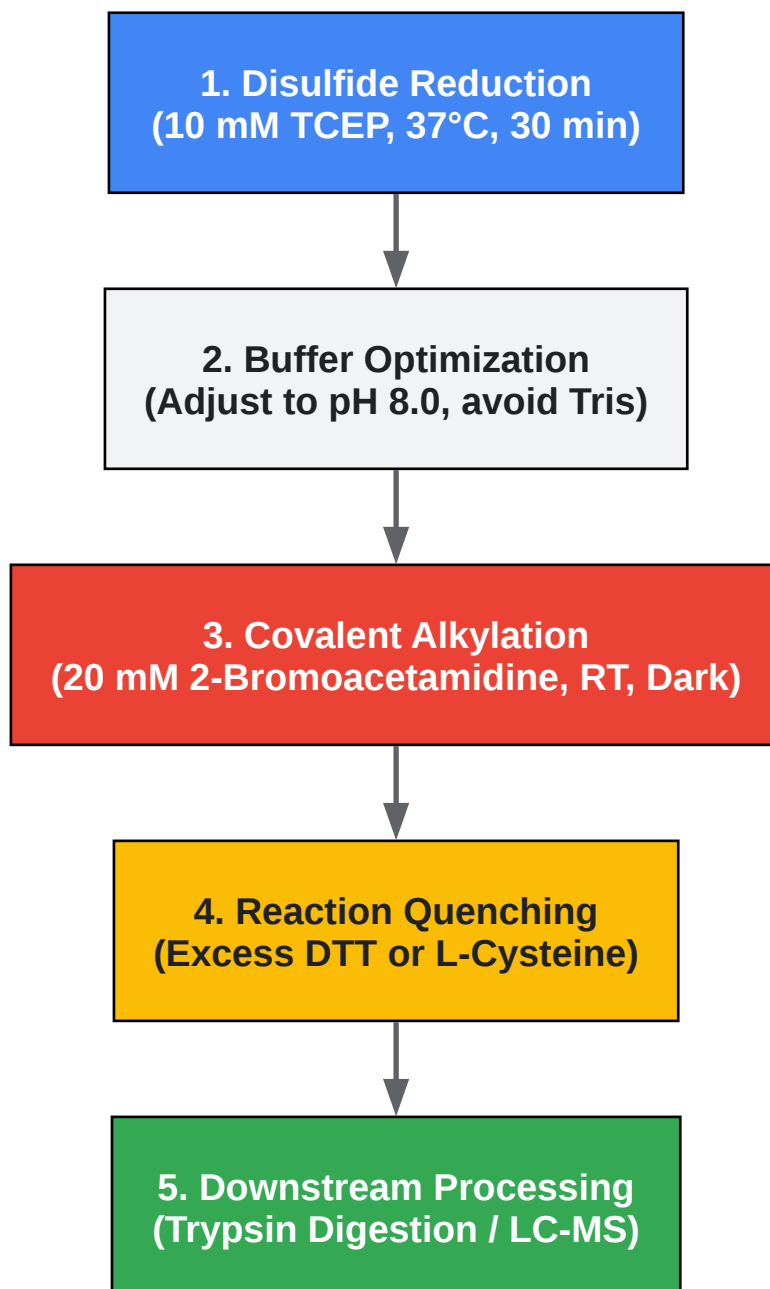 1. Disulfide Reduction
(10 mM TCEP, 37°C, 30 min)
2. Buffer Optimization
(Adjust to pH 8.0, avoid Tris)
3. Covalent Alkylation
(20 mM 2-Bromoacetamidine, RT, Dark)
4. Reaction Quenching
(Excess DTT or L-Cysteine)
5. Downstream Processing
(Trypsin Digestion / LC-MS)